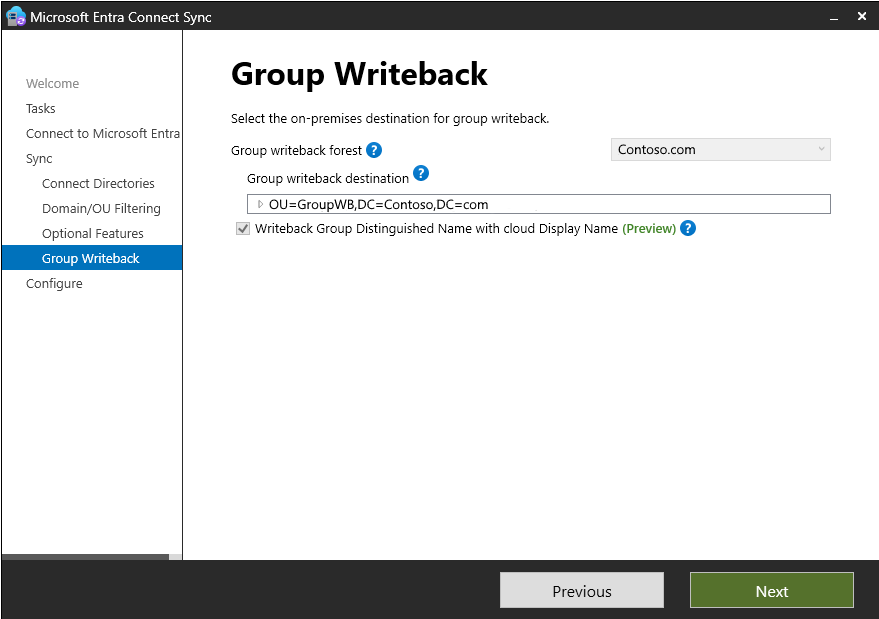 Microsoft Entra Connect Sync
Welcome
Tasks
Connect to Microsoft Entra
Sync
Connect Directories
Domain/OU Filtering
Optional Features
Group Writeback
Configure
Group Writeback
Select the on-premises destination for group writeback.
Group writeback forest ?
Contoso.com
Group writeback destination ?
OU=GroupWB,DC=Contoso,DC=com
Writeback Group Distinguished Name with cloud Display Name (Preview) ?
Previous
Next